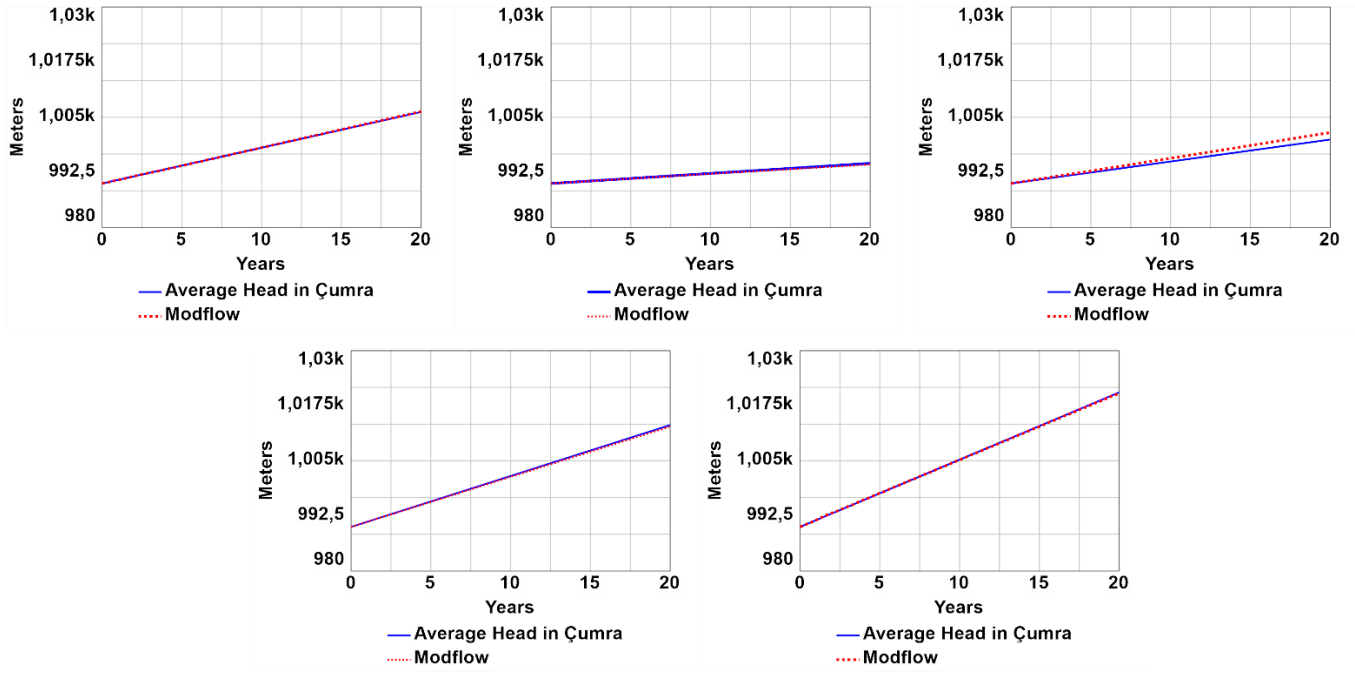 1,03k
1,0175k
1,005k
992,5
980
Meters
0 5 10 15 20
Years
Average Head in Çumra
Modflow
1,03k
1,0175k
1,005k
992,5
980
Meters
0 5 10 15 20
Years
Average Head in Çumra
Modflow
1,03k
1,0175k
1,005k
992,5
980
Meters
0 5 10 15 20
Years
Average Head in Çumra
Modflow
1,03k
1,0175k
1,005k
992,5
980
Meters
0 5 10 15 20
Years
Average Head in Çumra
Modflow
1,03k
1,0175k
1,005k
992,5
980
Meters
0 5 10 15 20
Years
Average Head in Çumra
Modflow